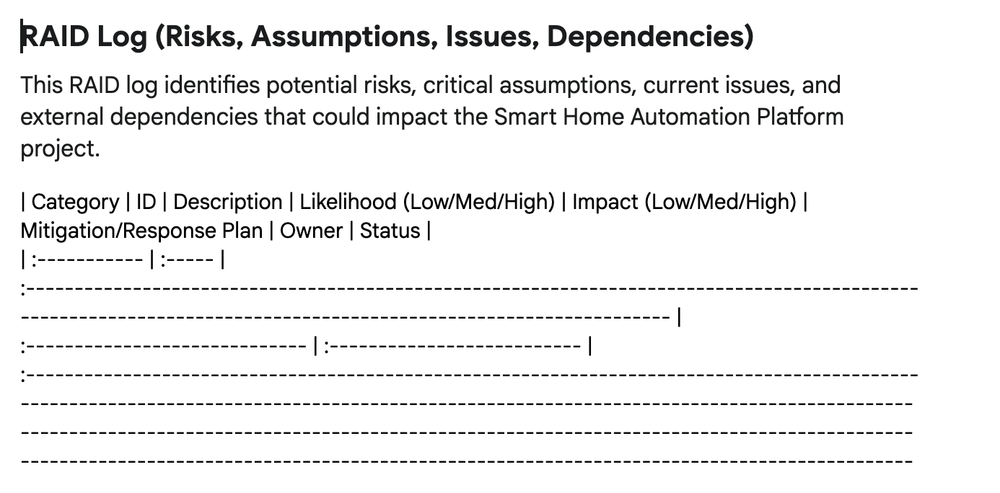 RAID Log (Risks, Assumptions, Issues, Dependencies)
This RAID log identifies potential risks, critical assumptions, current issues, and
external dependencies that could impact the Smart Home Automation Platform
project.
| Category | ID | Description | Likelihood (Low/Med/High) | Impact (Low/Med/High) |
Mitigation/Response Plan | Owner | Status |
| :----------- | :----- |
:--------------------------------------------------------------------------------------------
------------------------------------------------------------------- |
:----------------------------- | :-------------------------- |
:--------------------------------------------------------------------------------------------
--------------------------------------------------------------------------------------------
--------------------------------------------------------------------------------------------
--------------------------------------------------------------------------------------------